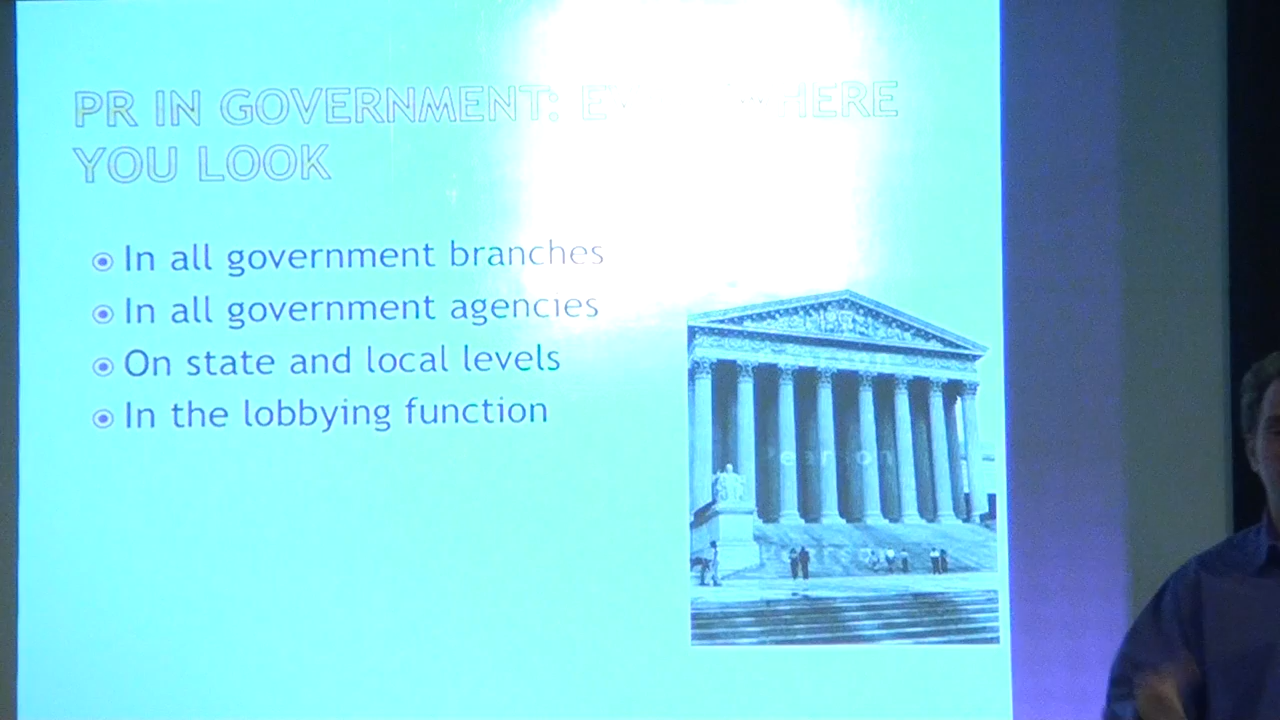 PR IN GOVERNMENT:
YOU LOOK
In all government branches
In all government agencies
On state and local levels
In the lobbying function
Pearson